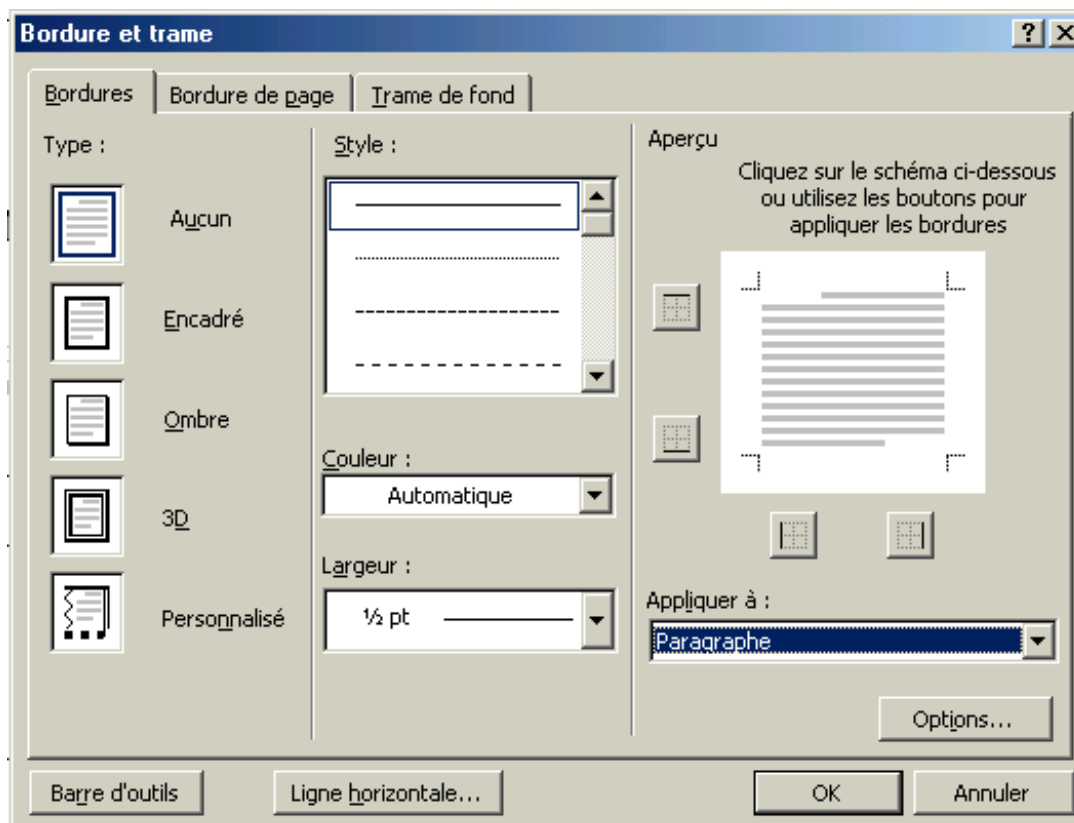 Bordure et trame
Bordures
Bordure de page
Trame de fond
Type :
Aucun
Encadré
Ombre
3D
Personnalisé
Style :
Couleur :
Automatique
Largeur :
½ pt
Aperçu
Cliquez sur le schéma ci-dessous
ou utilisez les boutons pour
appliquer les bordures
Appliquer à :
Paragraphe
Options...
Barre d'outils
Ligne horizontale...
OK
Annuler